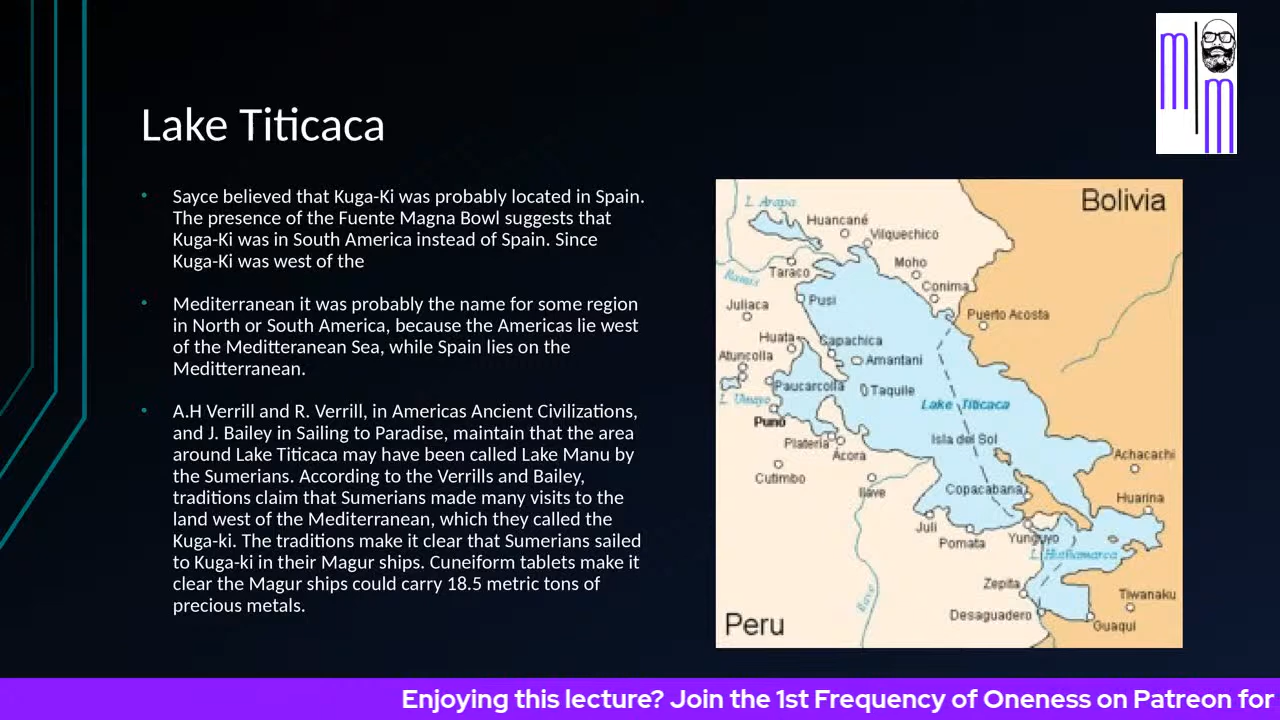 Lake Titicaca
• Sayce believed that Kuga-Ki was probably located in Spain.
The presence of the Fuente Magna Bowl suggests that
Kuga-Ki was in South America instead of Spain. Since
Kuga-Ki was west of the
• Mediterranean it was probably the name for some region
in North or South America, because the Americas lie west
of the Meditteranean Sea, while Spain lies on the
Meditterranean.
• A.H Verrill and R. Verrill, in Americas Ancient Civilizations,
and J. Bailey in Sailing to Paradise, maintain that the area
around Lake Titicaca may have been called Lake Manu by
the Sumerians. According to the Verrills and Bailey,
traditions claim that Sumerians made many visits to the
land west of the Mediterranean, which they called the
Kuga-ki. The traditions make it clear that Sumerians sailed
to Kuga-ki in their Magur ships. Cuneiform tablets make it
clear the Magur ships could carry 18.5 metric tons of
precious metals.
m
m
Bolivia
L. Arapa
Huancané
Vilquechico
Moho
Taraco
Ramis
Conima
Pusi
Juliaca
Puerto Acosta
Huata
Capachica
Atuncolla
Amantani
Paucarcolla
Taquile
L. Umayo
Lake Titicaca
Puno
Plateria
Isla del Sol
Acora
Achacachi
Cutimbo
Ilave
Copacabana
Huarina
Juli
Pomata
Yunguyo
L. Huiñamarca
Zepita
Tiwanaku
Desaguadero
Guaqui
Peru
Enjoying this lecture? Join the 1st Frequency of Oneness on Patreon for